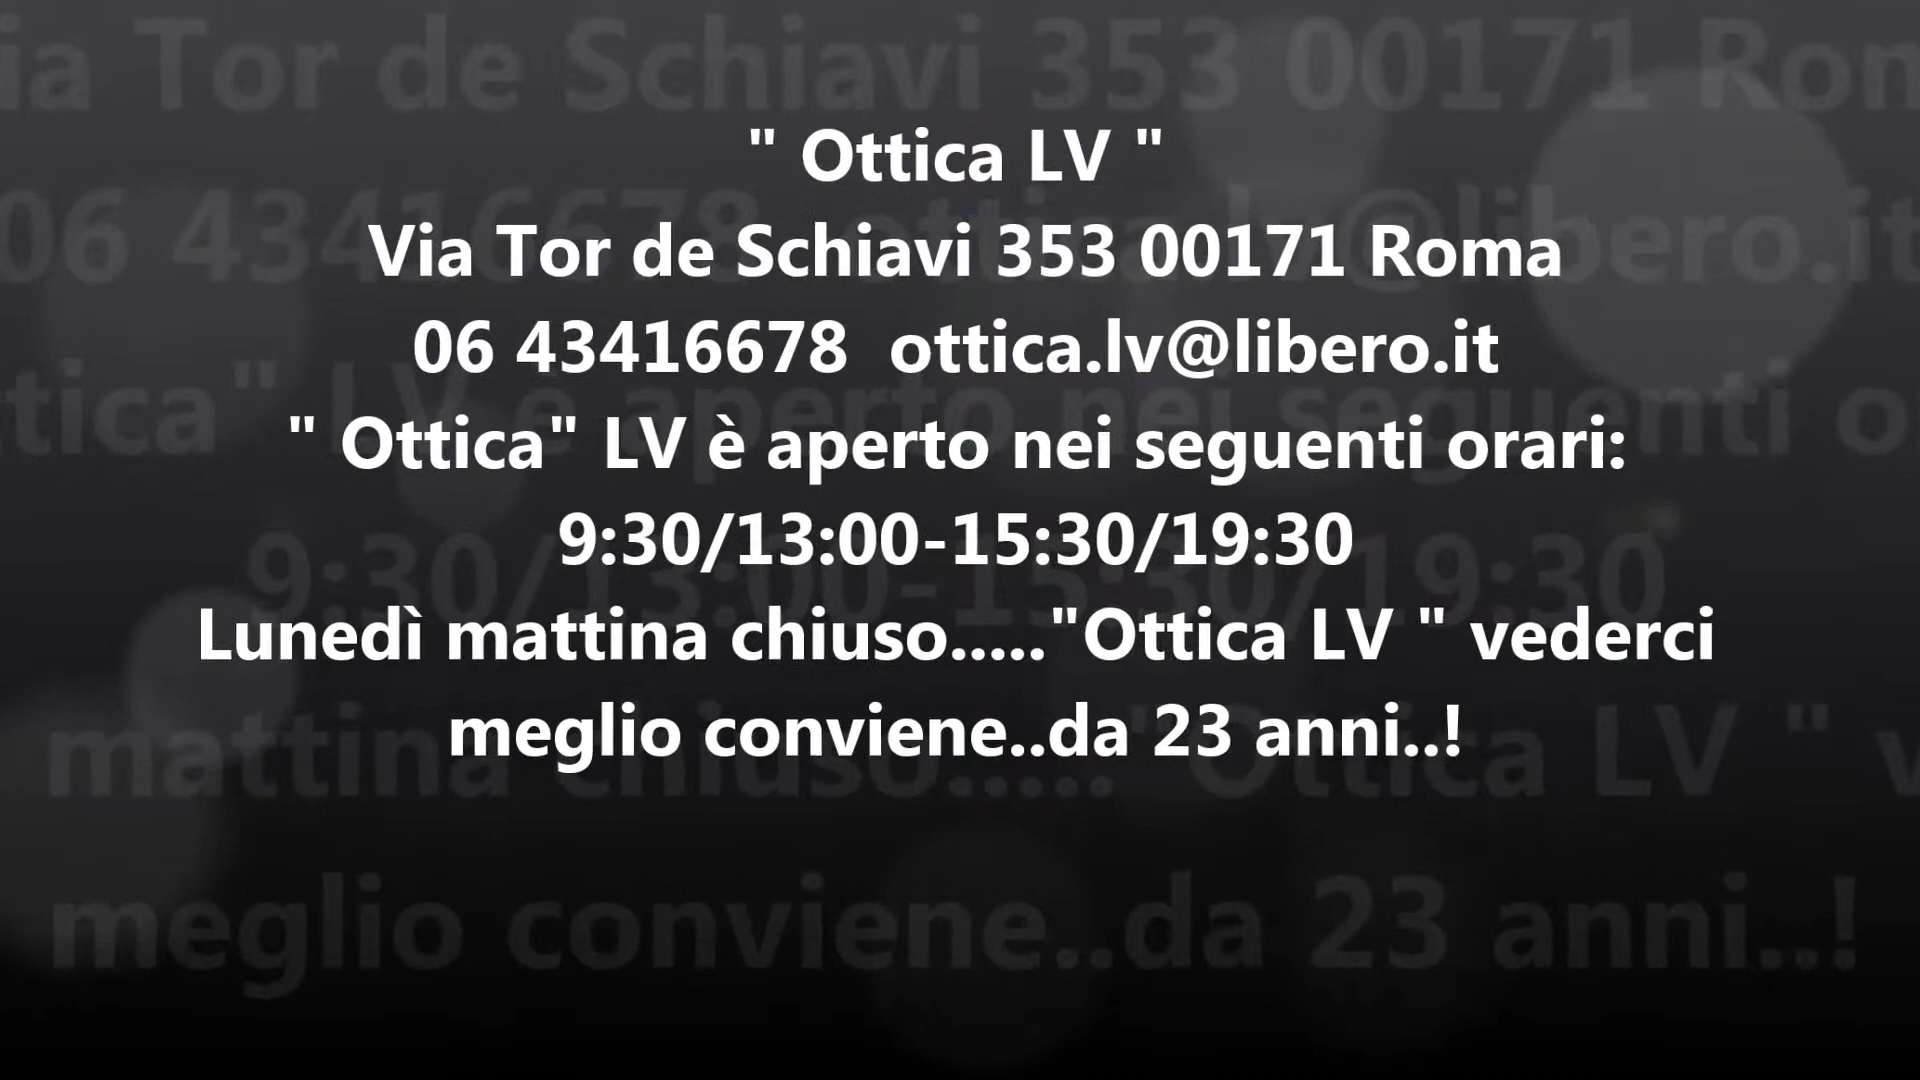 " Ottica LV "
Via Tor de Schiavi 353 00171 Roma
06 43416678  ottica.lv@libero.it
" Ottica" LV è aperto nei seguenti orari:
9:30/13:00-15:30/19:30
Lunedì mattina chiuso....."Ottica LV " vederci
meglio conviene..da 23 anni..!